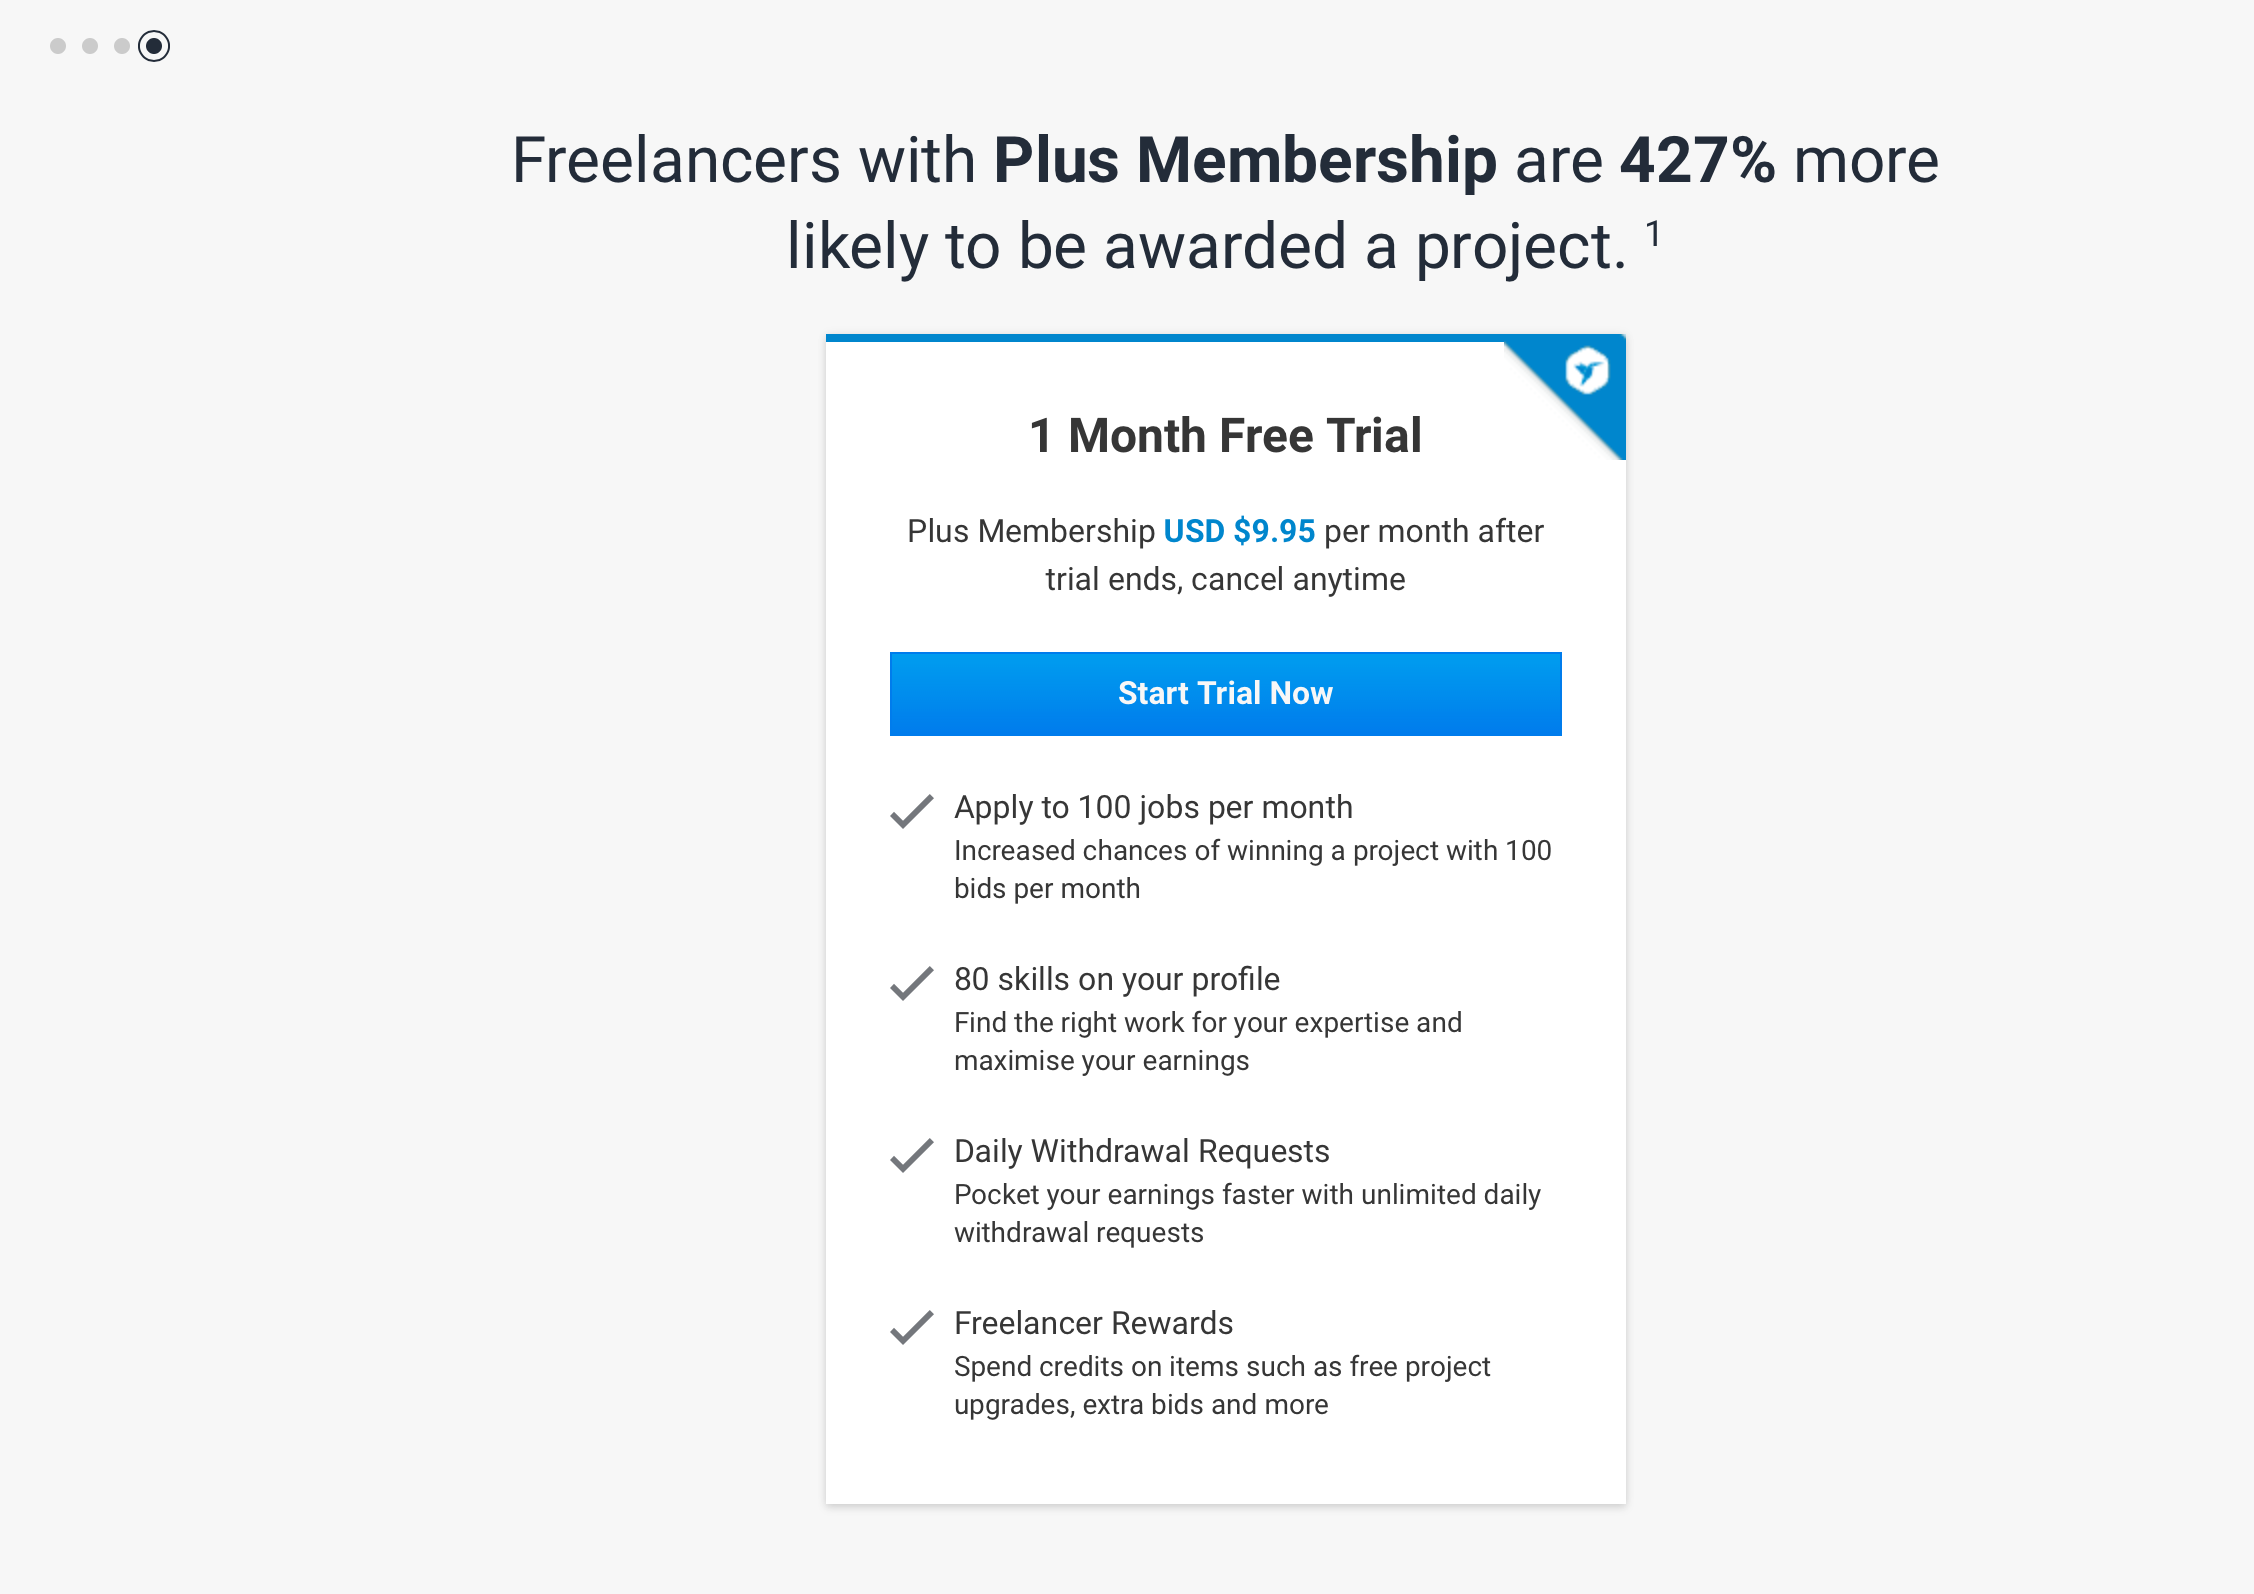 Freelancers with Plus Membership are 427% more
likely to be awarded a project. 1
1 Month Free Trial
Plus Membership USD $9.95 per month after
trial ends, cancel anytime
Start Trial Now
Apply to 100 jobs per month
Increased chances of winning a project with 100
bids per month
80 skills on your profile
Find the right work for your expertise and
maximise your earnings
Daily Withdrawal Requests
Pocket your earnings faster with unlimited daily
withdrawal requests
Freelancer Rewards
Spend credits on items such as free project
upgrades, extra bids and more